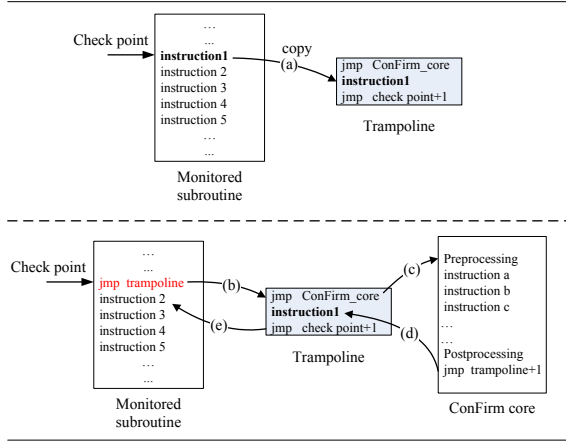 ...
...
Check point
instruction1
instruction 2
instruction 3
instruction 4
instruction 5
...
...
Monitored
subroutine
copy
(a)
jmp ConFirm_core
instruction1
jmp check point+1
Trampoline
...
...
Check point
jmp trampoline
instruction 2
instruction 3
instruction 4
instruction 5
...
...
Monitored
subroutine
(b)
(e)
jmp ConFirm_core
instruction1
jmp check point+1
Trampoline
(c)
(d)
Preprocessing
instruction a
instruction b
instruction c
...
...
Postprocessing
jmp trampoline+1
ConFirm core